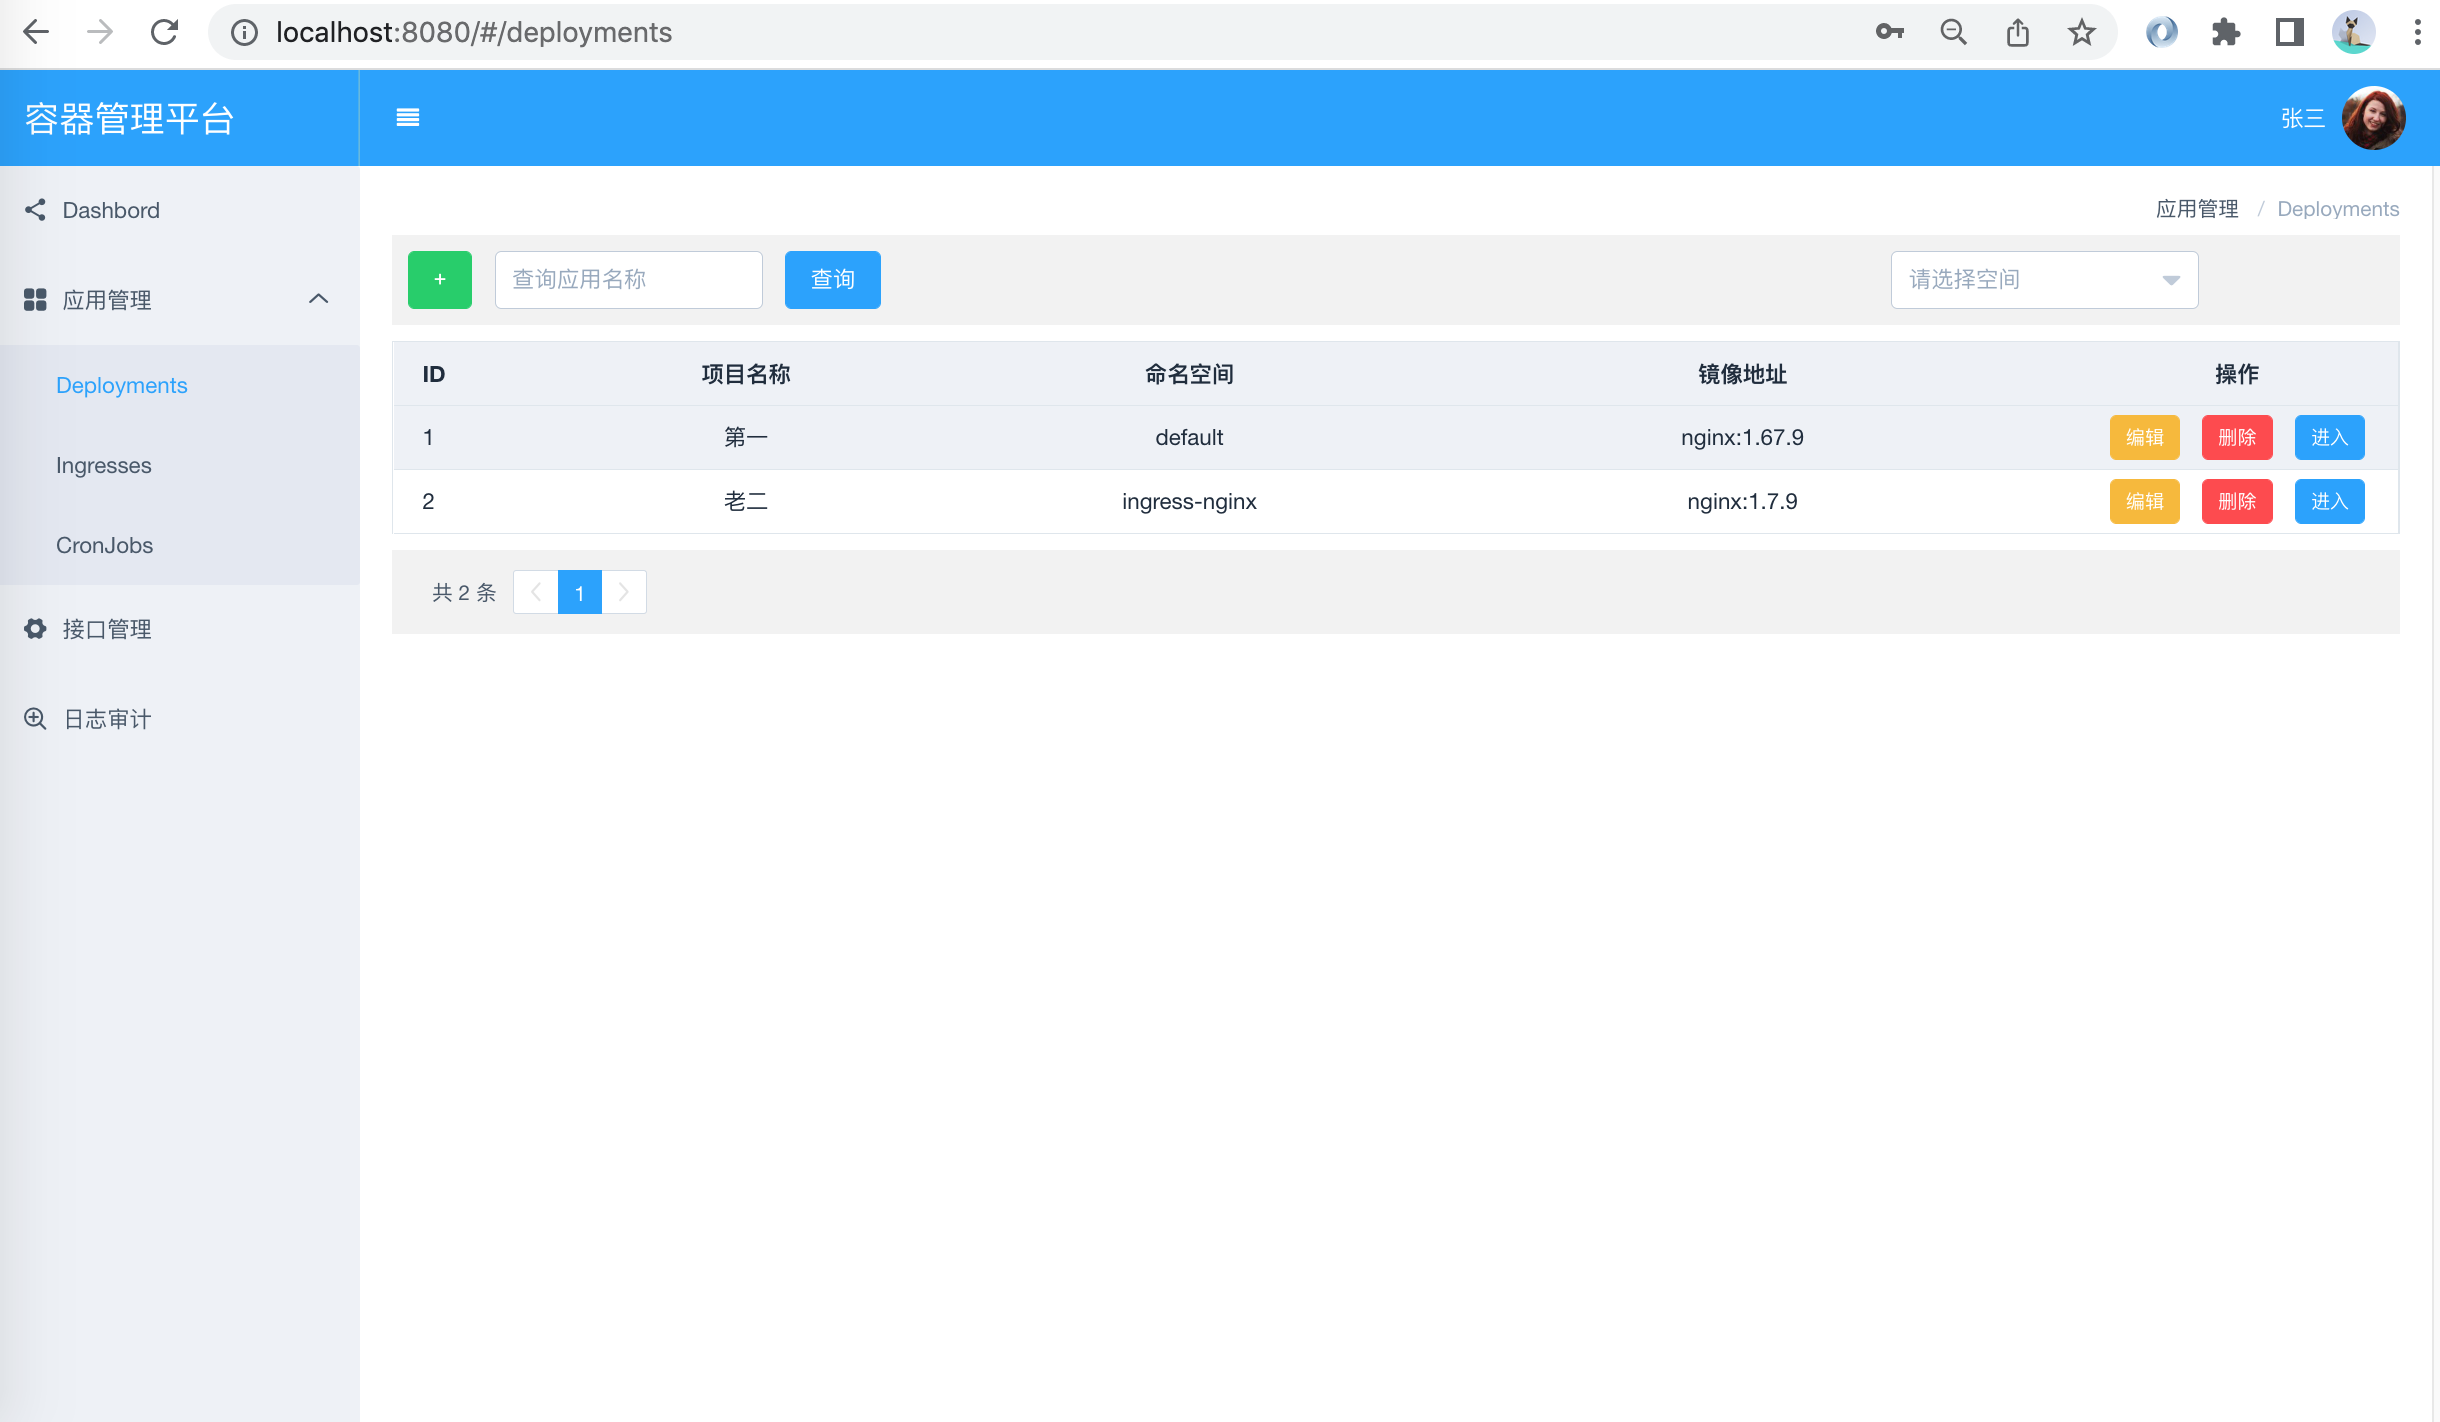 localhost:8080/#/deployments
容器管理平台
张三
Dashbord
应用管理
Deployments
Ingresses
CronJobs
接口管理
日志审计
应用管理 / Deployments
+ 查询应用名称 查询 请选择空间
ID 项目名称 命名空间 镜像地址 操作
1 第一 default nginx:1.67.9 编辑 删除 进入
2 老二 ingress-nginx nginx:1.7.9 编辑 删除 进入
共 2 条 1